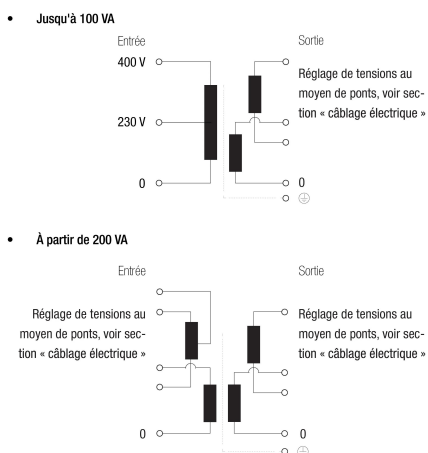 • Jusqu'à 100 VA
Entrée
Sortie
400 V
Réglage de tensions au
moyen de ponts, voir sec-
tion « câblage électrique »
230 V
0
0
• À partir de 200 VA
Entrée
Sortie
Réglage de tensions au
moyen de ponts, voir sec-
tion « câblage électrique »
Réglage de tensions au
moyen de ponts, voir sec-
tion « câblage électrique »
0
0